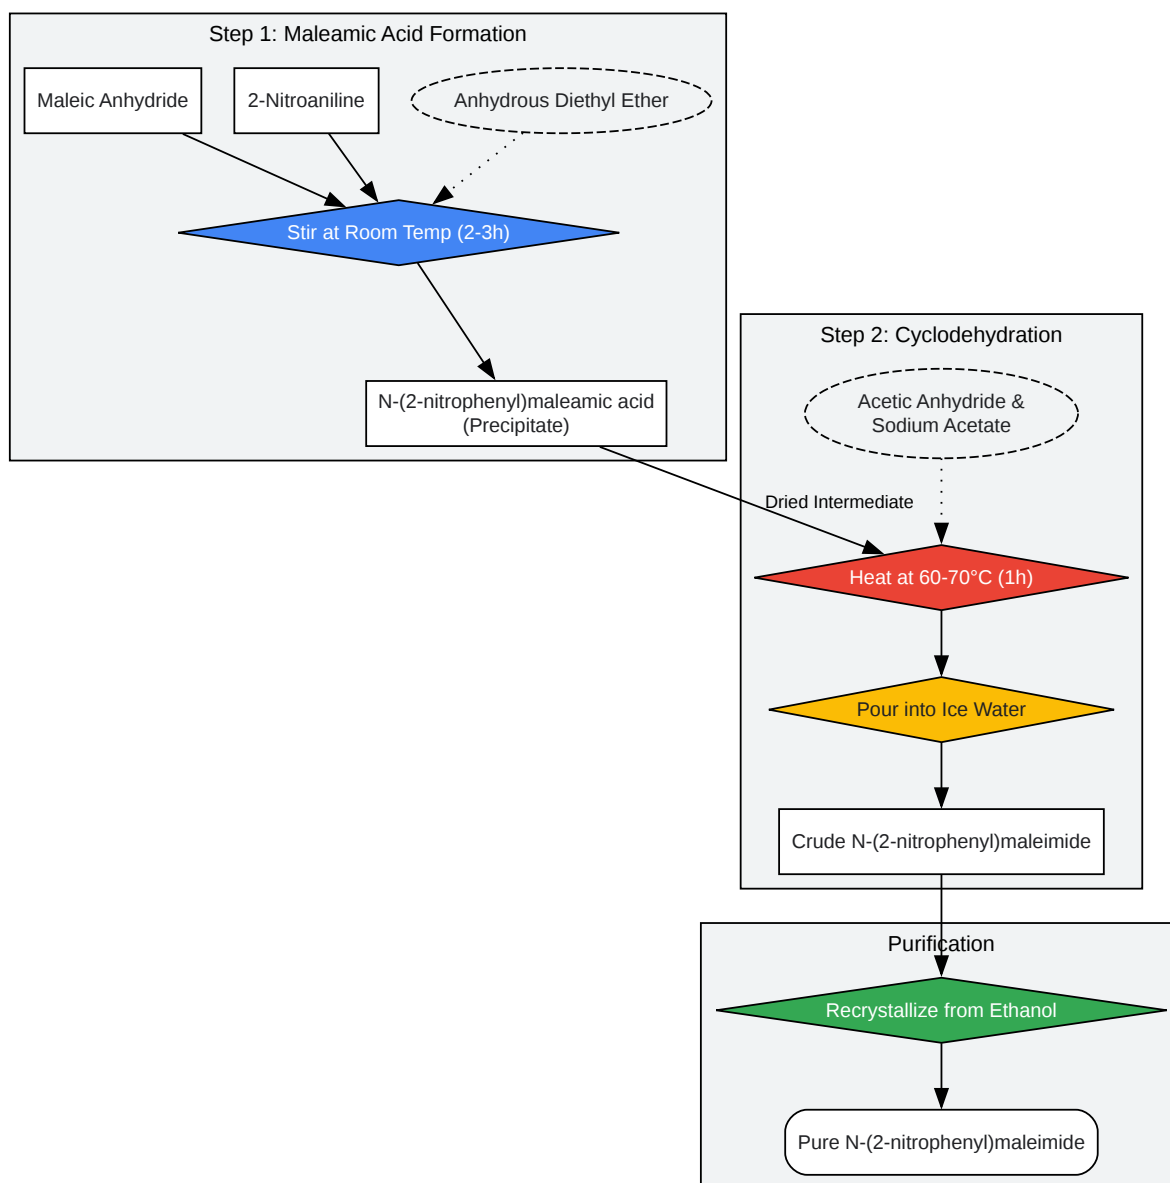 Step 1: Maleamic Acid Formation
Maleic Anhydride
2-Nitroaniline
Anhydrous Diethyl Ether
Stir at Room Temp (2-3h)
N-(2-nitrophenyl)maleamic acid
(Precipitate)
Step 2: Cyclodehydration
Acetic Anhydride &
Sodium Acetate
Dried Intermediate
Heat at 60-70°C (1h)
Pour into Ice Water
Crude N-(2-nitrophenyl)maleimide
Purification
Recrystallize from Ethanol
Pure N-(2-nitrophenyl)maleimide